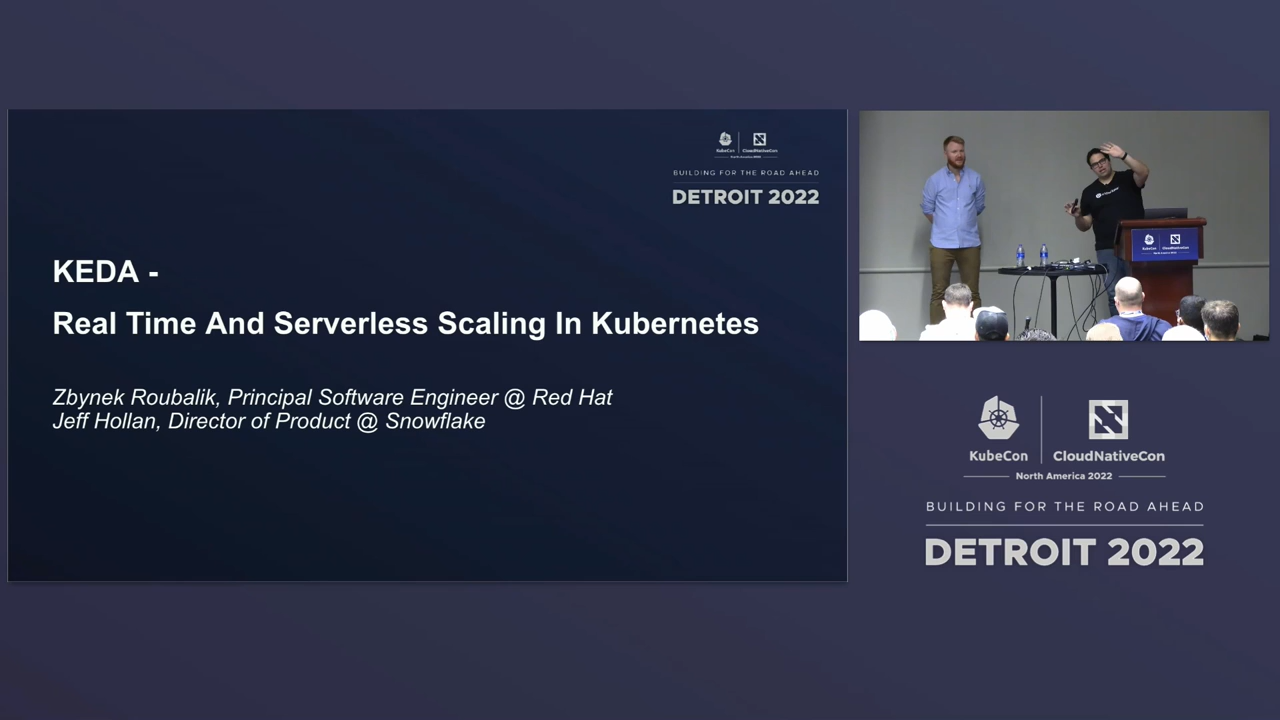 KubeCon
CloudNativeCon
BUILDING FOR THE ROAD AHEAD
DETROIT 2022
KEDA -
Real Time And Serverless Scaling In Kubernetes
Zbynek Roubalik, Principal Software Engineer @ Red Hat
Jeff Hollan, Director of Product @ Snowflake
KubeCon
CloudNativeCon
KubeCon
CloudNativeCon
North America 2022
BUILDING FOR THE ROAD AHEAD
DETROIT 2022